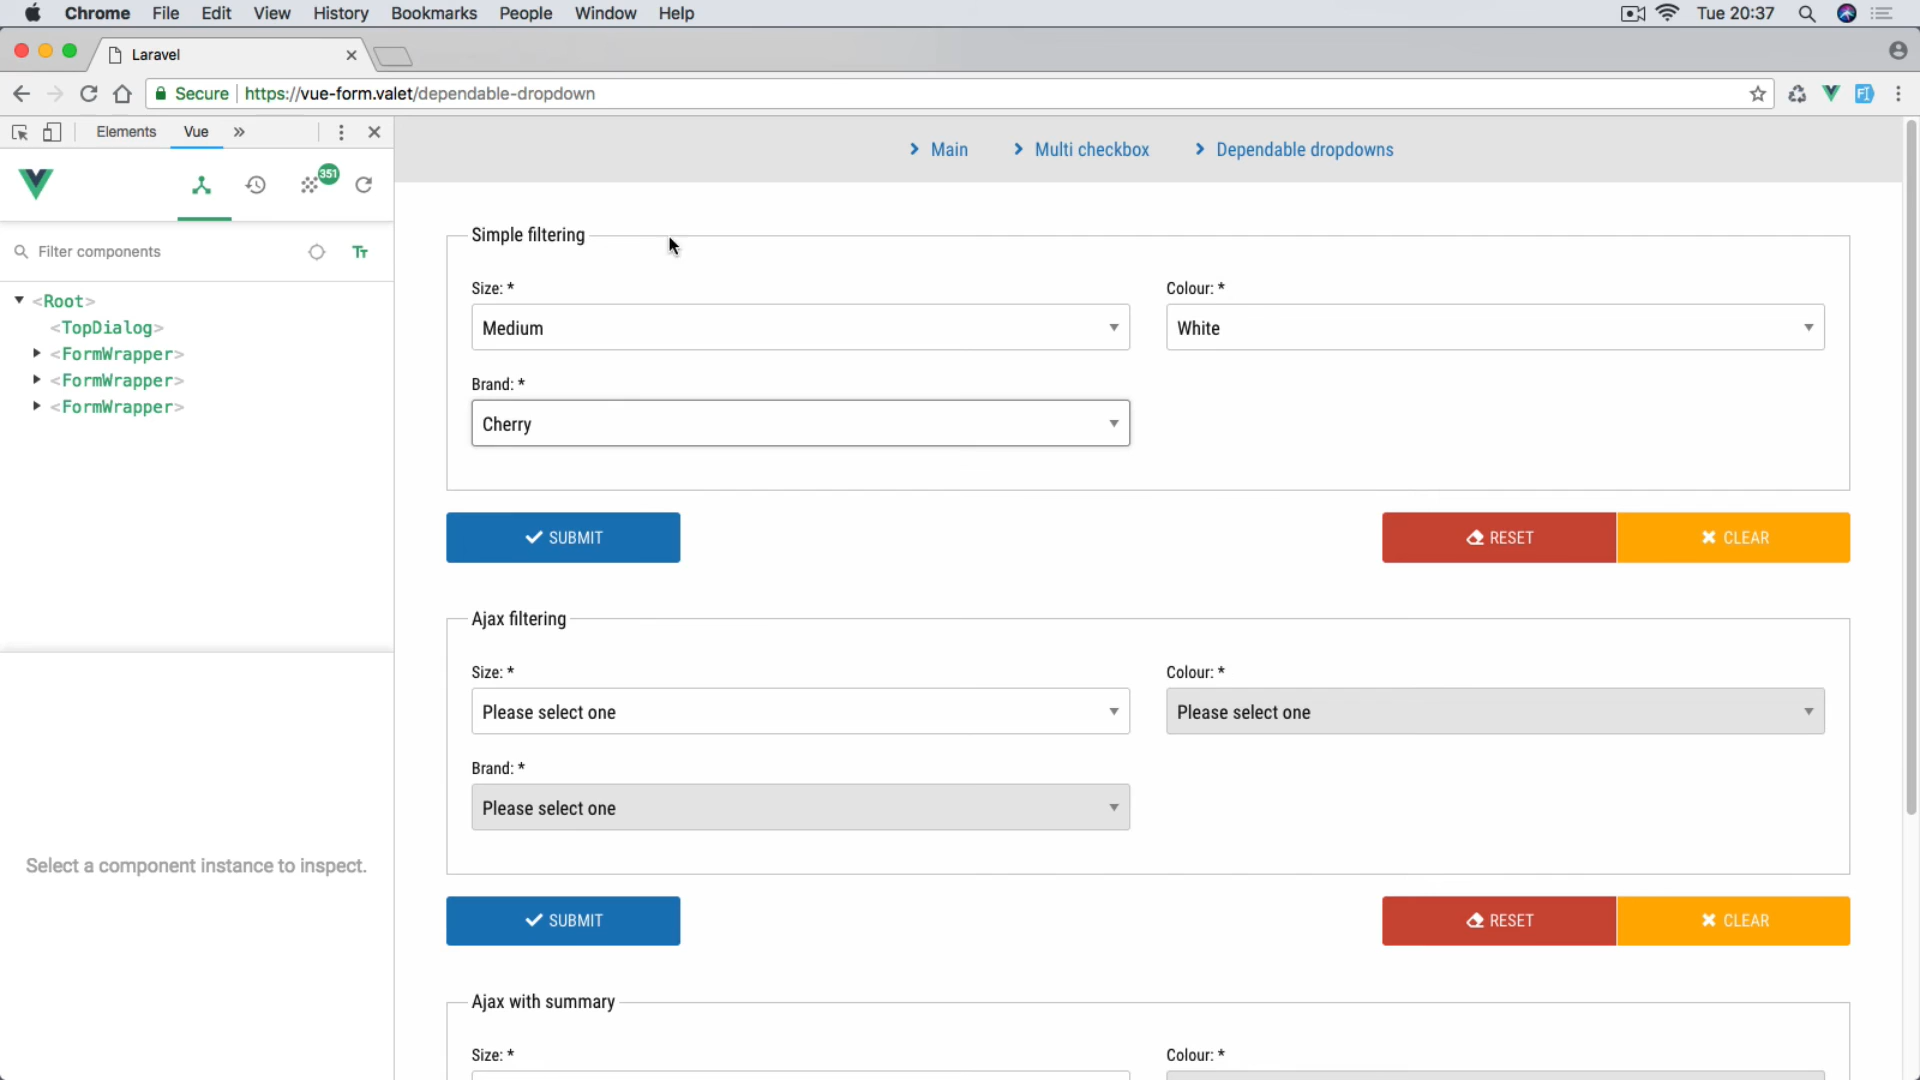 Chrome File Edit View History Bookmarks People Window Help Tue 20:37
Laravel
Secure https://vue-form.valet/dependable-dropdown
Elements Vue »
351
Filter components
<Root>
<TopDialog>
<FormWrapper>
<FormWrapper>
<FormWrapper>
Select a component instance to inspect.
Main Multi checkbox Dependable dropdowns
Simple filtering
Size: * Colour: *
Medium White
Brand: *
Cherry
SUBMIT RESET CLEAR
Ajax filtering
Size: * Colour: *
Please select one Please select one
Brand: *
Please select one
SUBMIT RESET CLEAR
Ajax with summary
Size: * Colour: *